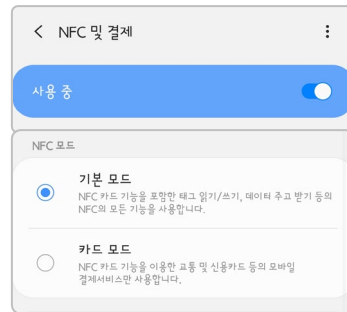 NFC 및 결제
사용 중
NFC 모드
기본 모드
NFC 카드 기능을 포함한 태그 읽기/쓰기, 데이터 주고 받기 등의
NFC의 모든 기능을 사용합니다.
카드 모드
NFC 카드 기능을 이용한 교통 및 신용카드 등의 모바일
결제서비스만 사용합니다.